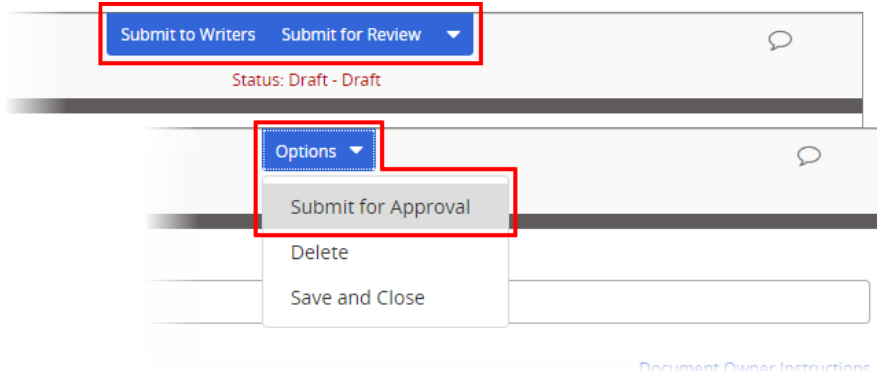 Submit to Writers Submit for Review
Status: Draft - Draft
Options
Submit for Approval
Delete
Save and Close
Document Owner Instructions